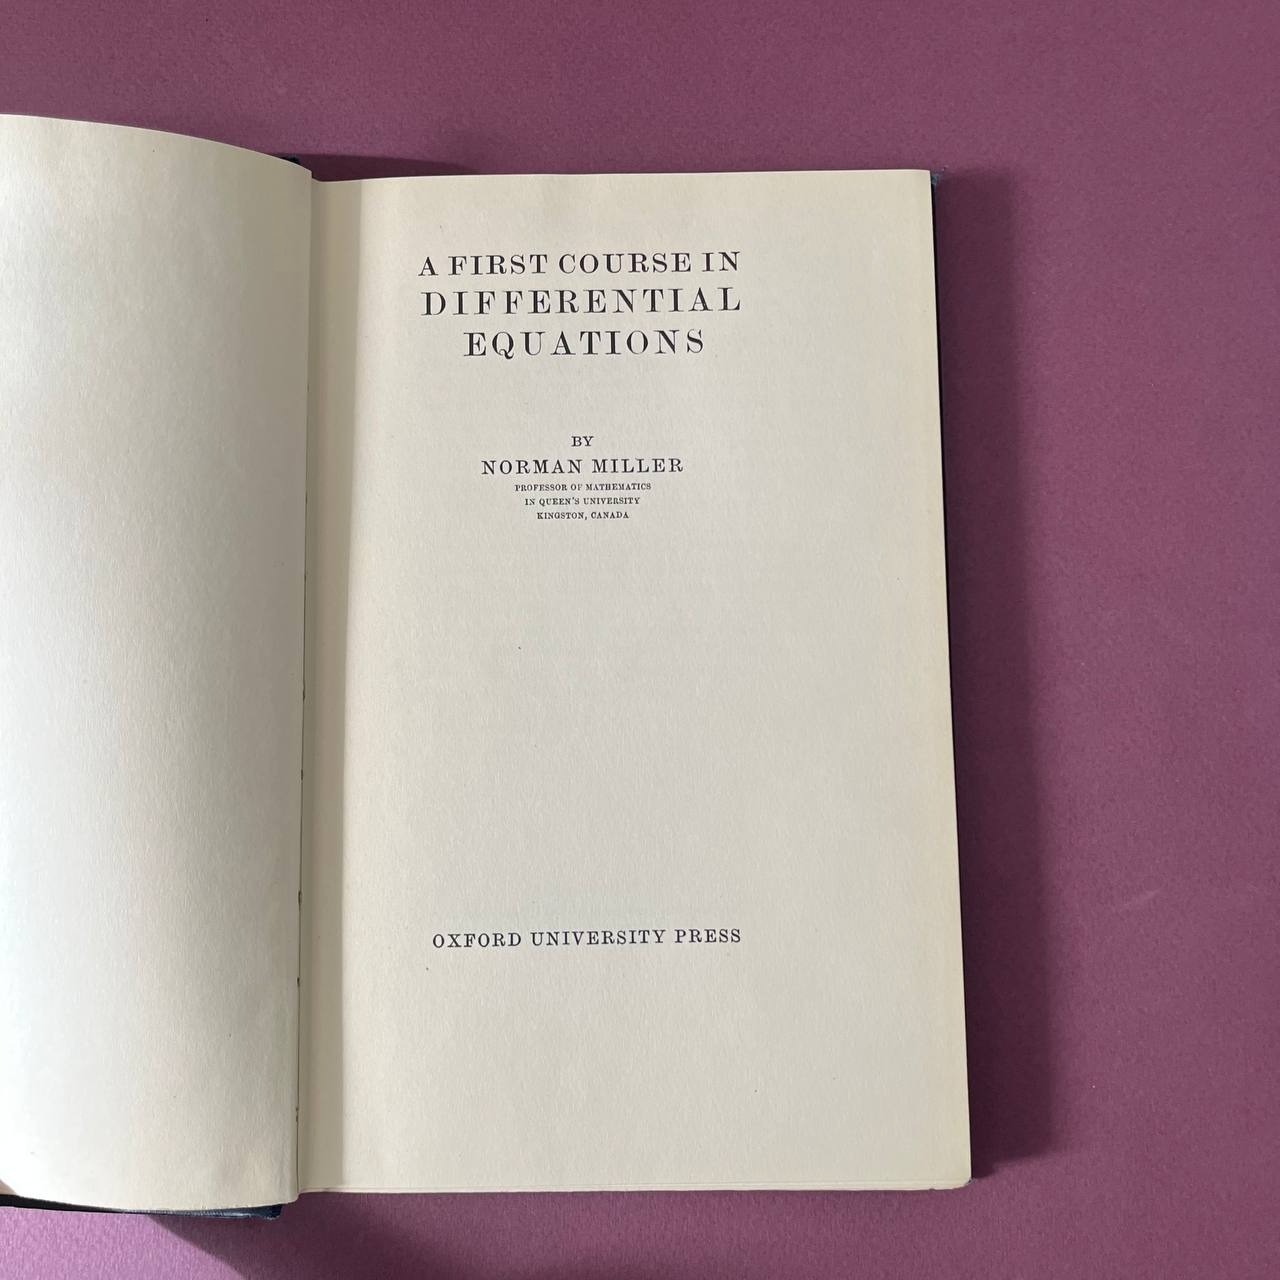 A FIRST COURSE IN
DIFFERENTIAL
EQUATIONS
BY
NORMAN MILLER
PROFESSOR OF MATHEMATICS
IN QUEEN'S UNIVERSITY
KINGSTON, CANADA
OXFORD UNIVERSITY PRESS